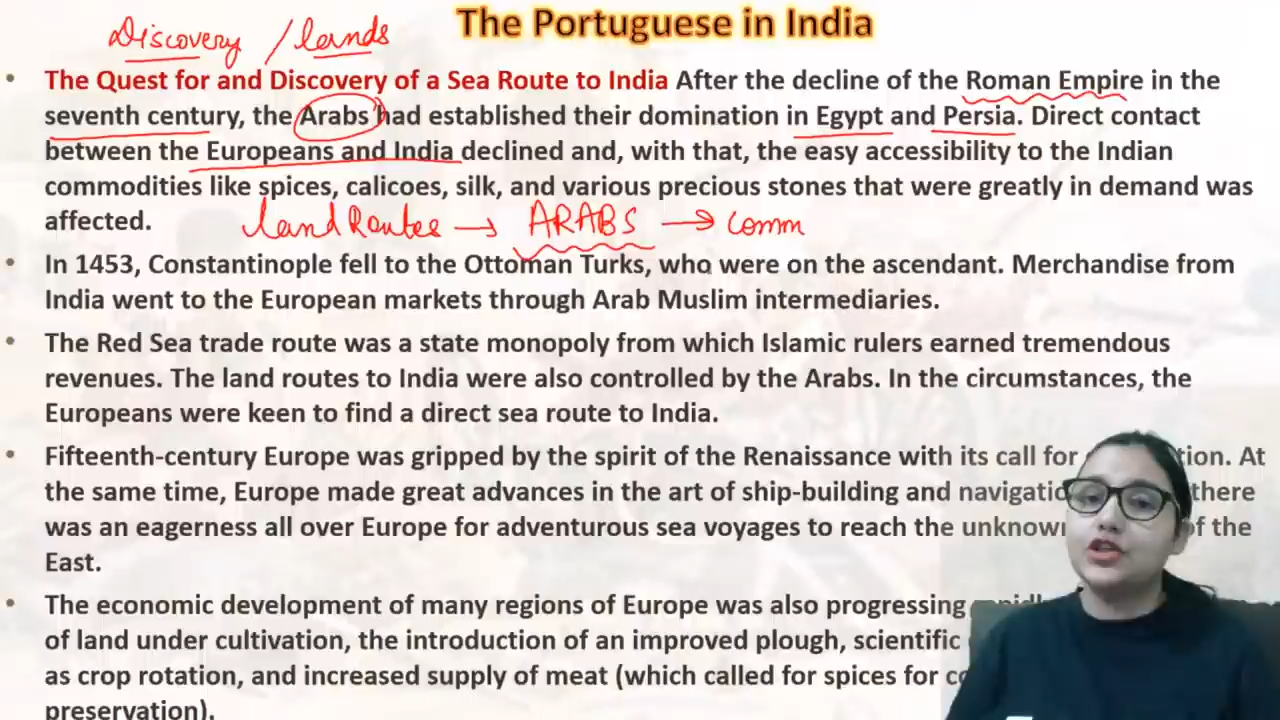 The Portuguese in India
Discovery / lands
• The Quest for and Discovery of a Sea Route to India After the decline of the Roman Empire in the
seventh century, the Arabs had established their domination in Egypt and Persia. Direct contact
between the Europeans and India declined and, with that, the easy accessibility to the Indian
commodities like spices, calicoes, silk, and various precious stones that were greatly in demand was
affected.
land Routes → ARABS → comm
• In 1453, Constantinople fell to the Ottoman Turks, who were on the ascendant. Merchandise from
India went to the European markets through Arab Muslim intermediaries.
• The Red Sea trade route was a state monopoly from which Islamic rulers earned tremendous
revenues. The land routes to India were also controlled by the Arabs. In the circumstances, the
Europeans were keen to find a direct sea route to India.
• Fifteenth-century Europe was gripped by the spirit of the Renaissance with its call for At
the same time, Europe made great advances in the art of ship-building and there
was an eagerness all over Europe for adventurous sea voyages to reach the unknown of the
East.
• The economic development of many regions of Europe was also progressing
of land under cultivation, the introduction of an improved plough, scientific
as crop rotation, and increased supply of meat (which called for spices for
preservation).